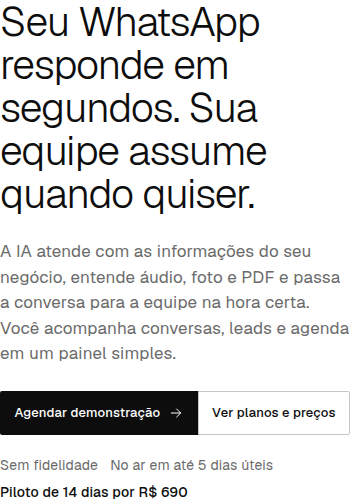 Seu WhatsApp
responde em
segundos. Sua
equipe assume
quando quiser.
A IA atende com as informações do seu
negócio, entende áudio, foto e PDF e passa
a conversa para a equipe na hora certa.
Você acompanha conversas, leads e agenda
em um painel simples.
Agendar demonstração → Ver planos e preços
Sem fidelidade No ar em até 5 dias úteis
Piloto de 14 dias por R$ 690